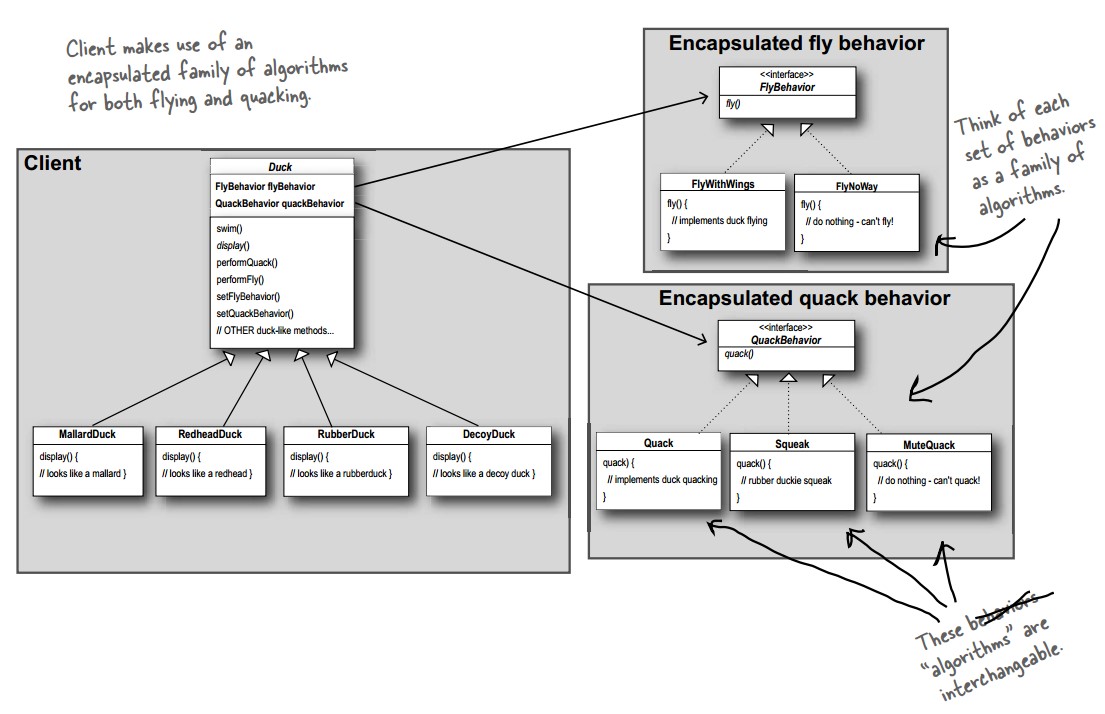 Client makes use of an
encapsulated family of algorithms
for both flying and quacking.
Client
Duck
FlyBehavior flyBehavior
QuackBehavior quackBehavior
swim()
display()
performQuack()
performFly()
setFlyBehavior()
setQuackBehavior()
// OTHER duck-like methods...
MallardDuck
display() {
// looks like a mallard }
RedheadDuck
display() {
// looks like a redhead }
RubberDuck
display() {
// looks like a rubberduck }
DecoyDuck
display() {
// looks like a decoy duck }
Encapsulated fly behavior
<<interface>>
FlyBehavior
fly()
FlyWithWings
fly() {
// implements duck flying
}
FlyNoWay
fly() {
// do nothing - can't fly!
}
Think of each
set of behaviors
as a family of
algorithms.
Encapsulated quack behavior
<<interface>>
QuackBehavior
quack()
Quack
quack) {
// implements duck quacking
}
Squeak
quack() {
// rubber duckie squeak
}
MuteQuack
quack() {
// do nothing - can't quack!
}
These behaviors
“algorithms” are
interchangeable.